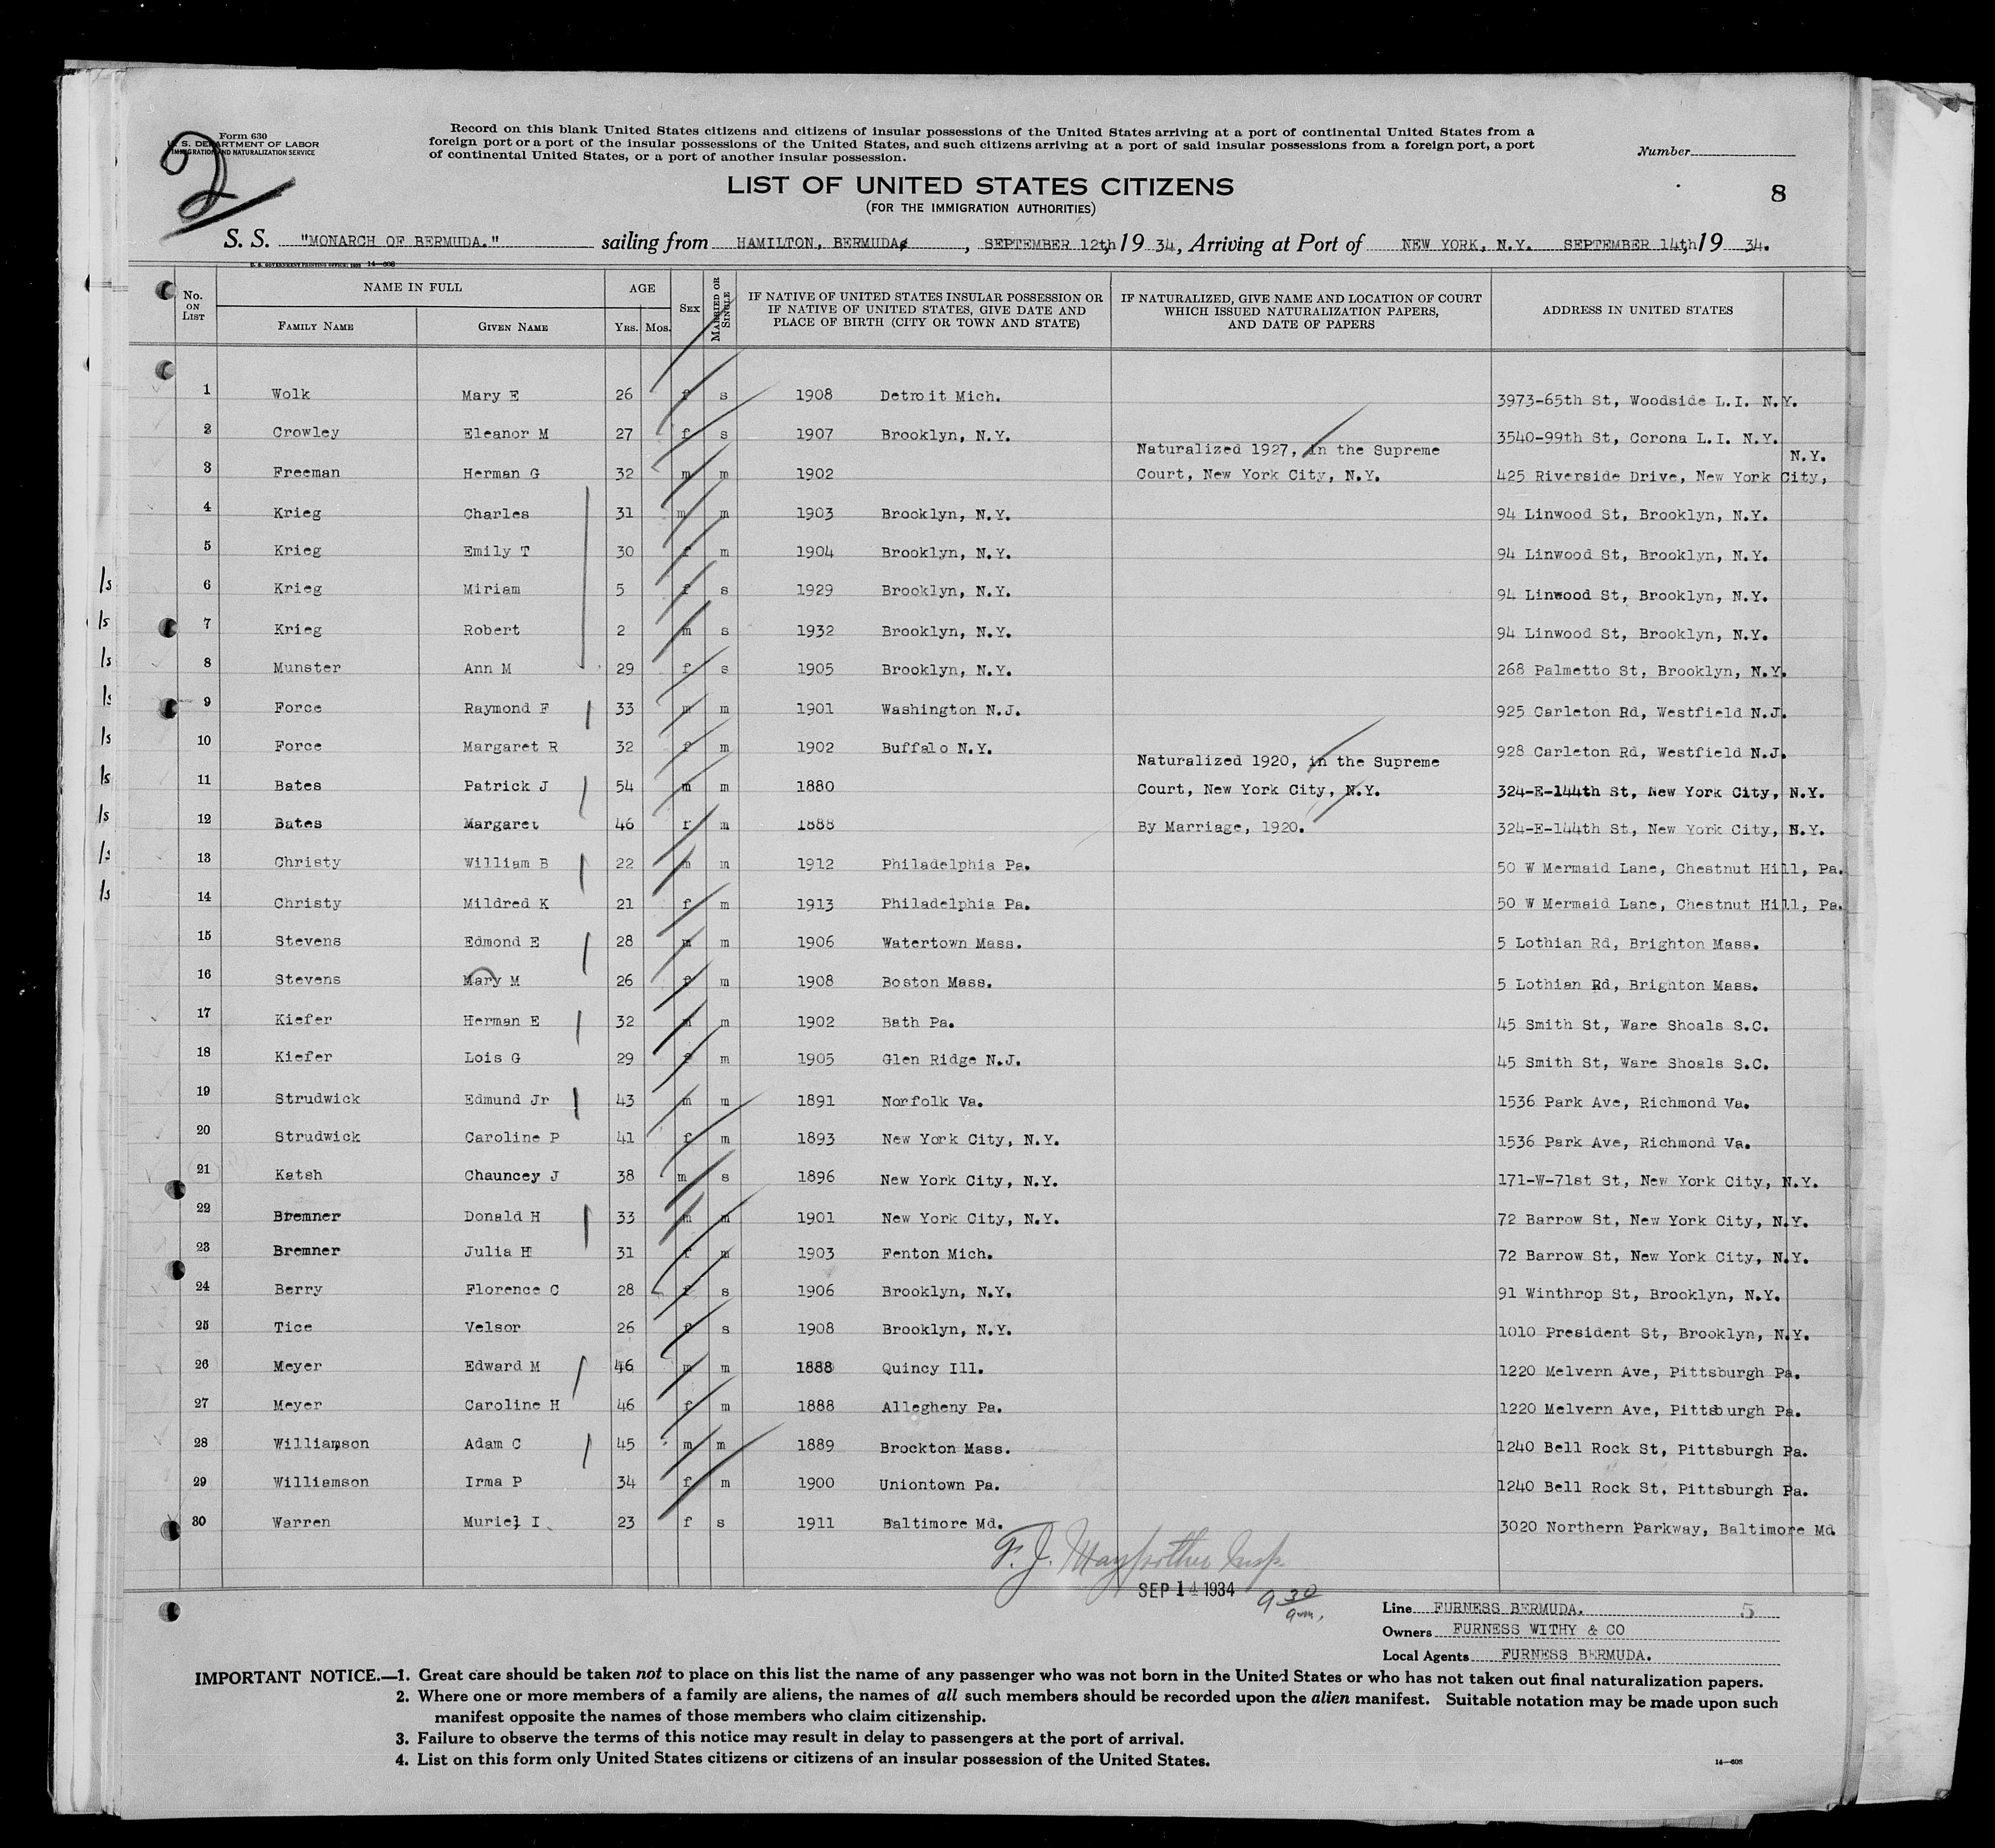 Form 630
U. S. DEPARTMENT OF LABOR
IMMIGRATION AND NATURALIZATION SERVICE
2
Record on this blank United States citizens and citizens of insular possessions of the United States arriving at a port of continental United States from a
foreign port or a port of the insular possessions of the United States, and such citizens arriving at a port of said insular possessions from a foreign port, a port
of continental United States, or a port of another insular possession.
Number
8
LIST OF UNITED STATES CITIZENS
(FOR THE IMMIGRATION AUTHORITIES)
S. S. "MONARCH OF BERMUDA." sailing from HAMILTON, BERMUDA, SEPTEMBER 12th, 19 34, Arriving at Port of NEW YORK, N.Y. SEPTEMBER 14th, 19 34.
U. S. GOVERNMENT PRINTING OFFICE: 14—608
No. ON LIST NAME IN FULL FAMILY NAME GIVEN NAME AGE YRS. MOS. SEX MARRIED OR SINGLE IF NATIVE OF UNITED STATES INSULAR POSSESSION OR IF NATIVE OF UNITED STATES, GIVE DATE AND PLACE OF BIRTH (CITY OR TOWN AND STATE) IF NATURALIZED, GIVE NAME AND LOCATION OF COURT WHICH ISSUED NATURALIZATION PAPERS, AND DATE OF PAPERS ADDRESS IN UNITED STATES
1 Wolk Mary E 26 f s 1908 Detroit Mich. 3973-65th St, Woodside L.I. N.Y.
2 Crowley Eleanor M 27 f s 1907 Brooklyn, N.Y. 3540-99th St, Corona L.I. N.Y.
Naturalized 1927, in the Supreme N.Y.
3 Freeman Herman G 32 m m 1902 Court, New York City, N.Y. 425 Riverside Drive, New York City,
4 Krieg Charles 31 m m 1903 Brooklyn, N.Y. 94 Linwood St, Brooklyn, N.Y.
5 Krieg Emily T 30 f m 1904 Brooklyn, N.Y. 94 Linwood St, Brooklyn, N.Y.
6 Krieg Miriam 5 f s 1929 Brooklyn, N.Y. 94 Linwood St, Brooklyn, N.Y.
7 Krieg Robert 2 m s 1932 Brooklyn, N.Y. 94 Linwood St, Brooklyn, N.Y.
8 Munster Ann M 29 f s 1905 Brooklyn, N.Y. 268 Palmetto St, Brooklyn, N.Y.
9 Force Raymond F 33 m m 1901 Washington N.J. 925 Carleton Rd, Westfield N.J.
10 Force Margaret R 32 f m 1902 Buffalo N.Y. 928 Carleton Rd, Westfield N.J.
Naturalized 1920, in the Supreme
11 Bates Patrick J 54 m m 1880 Court, New York City, N.Y. 324-E-144th St, New York City, N.Y.
12 Bates Margaret 46 f m 1888 By Marriage, 1920. 324-E-144th St, New York City, N.Y.
13 Christy William B 22 m m 1912 Philadelphia Pa. 50 W Mermaid Lane, Chestnut Hill, Pa.
14 Christy Mildred K 21 f m 1913 Philadelphia Pa. 50 W Mermaid Lane, Chestnut Hill, Pa.
15 Stevens Edmond E 28 m m 1906 Watertown Mass. 5 Lothian Rd, Brighton Mass.
16 Stevens Mary M 26 f m 1908 Boston Mass. 5 Lothian Rd, Brighton Mass.
17 Kiefer Herman E 32 m m 1902 Bath Pa. 45 Smith St, Ware Shoals S.C.
18 Kiefer Lois G 29 f m 1905 Glen Ridge N.J. 45 Smith St, Ware Shoals S.C.
19 Strudwick Edmund Jr 43 m m 1891 Norfolk Va. 1536 Park Ave, Richmond Va.
20 Strudwick Caroline P 41 f m 1893 New York City, N.Y. 1536 Park Ave, Richmond Va.
21 Katsh Chauncey J 38 m s 1896 New York City, N.Y. 171-W-71st St, New York City, N.Y.
22 Bremner Donald H 33 m m 1901 New York City, N.Y. 72 Barrow St, New York City, N.Y.
23 Bremner Julia H 31 f m 1903 Fenton Mich. 72 Barrow St, New York City, N.Y.
24 Berry Florence C 28 f s 1906 Brooklyn, N.Y. 91 Winthrop St, Brooklyn, N.Y.
25 Tice Velsor 26 f s 1908 Brooklyn, N.Y. 1010 President St, Brooklyn, N.Y.
26 Meyer Edward M 46 m m 1888 Quincy Ill. 1220 Melvern Ave, Pittsburgh Pa.
27 Meyer Caroline H 46 f m 1888 Allegheny Pa. 1220 Melvern Ave, Pittsburgh Pa.
28 Williamson Adam C 45 m m 1889 Brockton Mass. 1240 Bell Rock St, Pittsburgh Pa.
29 Williamson Irma P 34 f m 1900 Uniontown Pa. 1240 Bell Rock St, Pittsburgh Pa.
30 Warren Muriel I 23 f s 1911 Baltimore Md. 3020 Northern Parkway, Baltimore Md
F. J. Insp.
SEP 14 1934 9 30 am.
Line FURNESS BERMUDA. 5
Owners FURNESS WITHY & CO
Local Agents FURNESS BERMUDA.
IMPORTANT NOTICE.—1. Great care should be taken not to place on this list the name of any passenger who was not born in the United States or who has not taken out final naturalization papers.
2. Where one or more members of a family are aliens, the names of all such members should be recorded upon the alien manifest. Suitable notation may be made upon such
manifest opposite the names of those members who claim citizenship.
3. Failure to observe the terms of this notice may result in delay to passengers at the port of arrival.
4. List on this form only United States citizens or citizens of an insular possession of the United States.
14—608